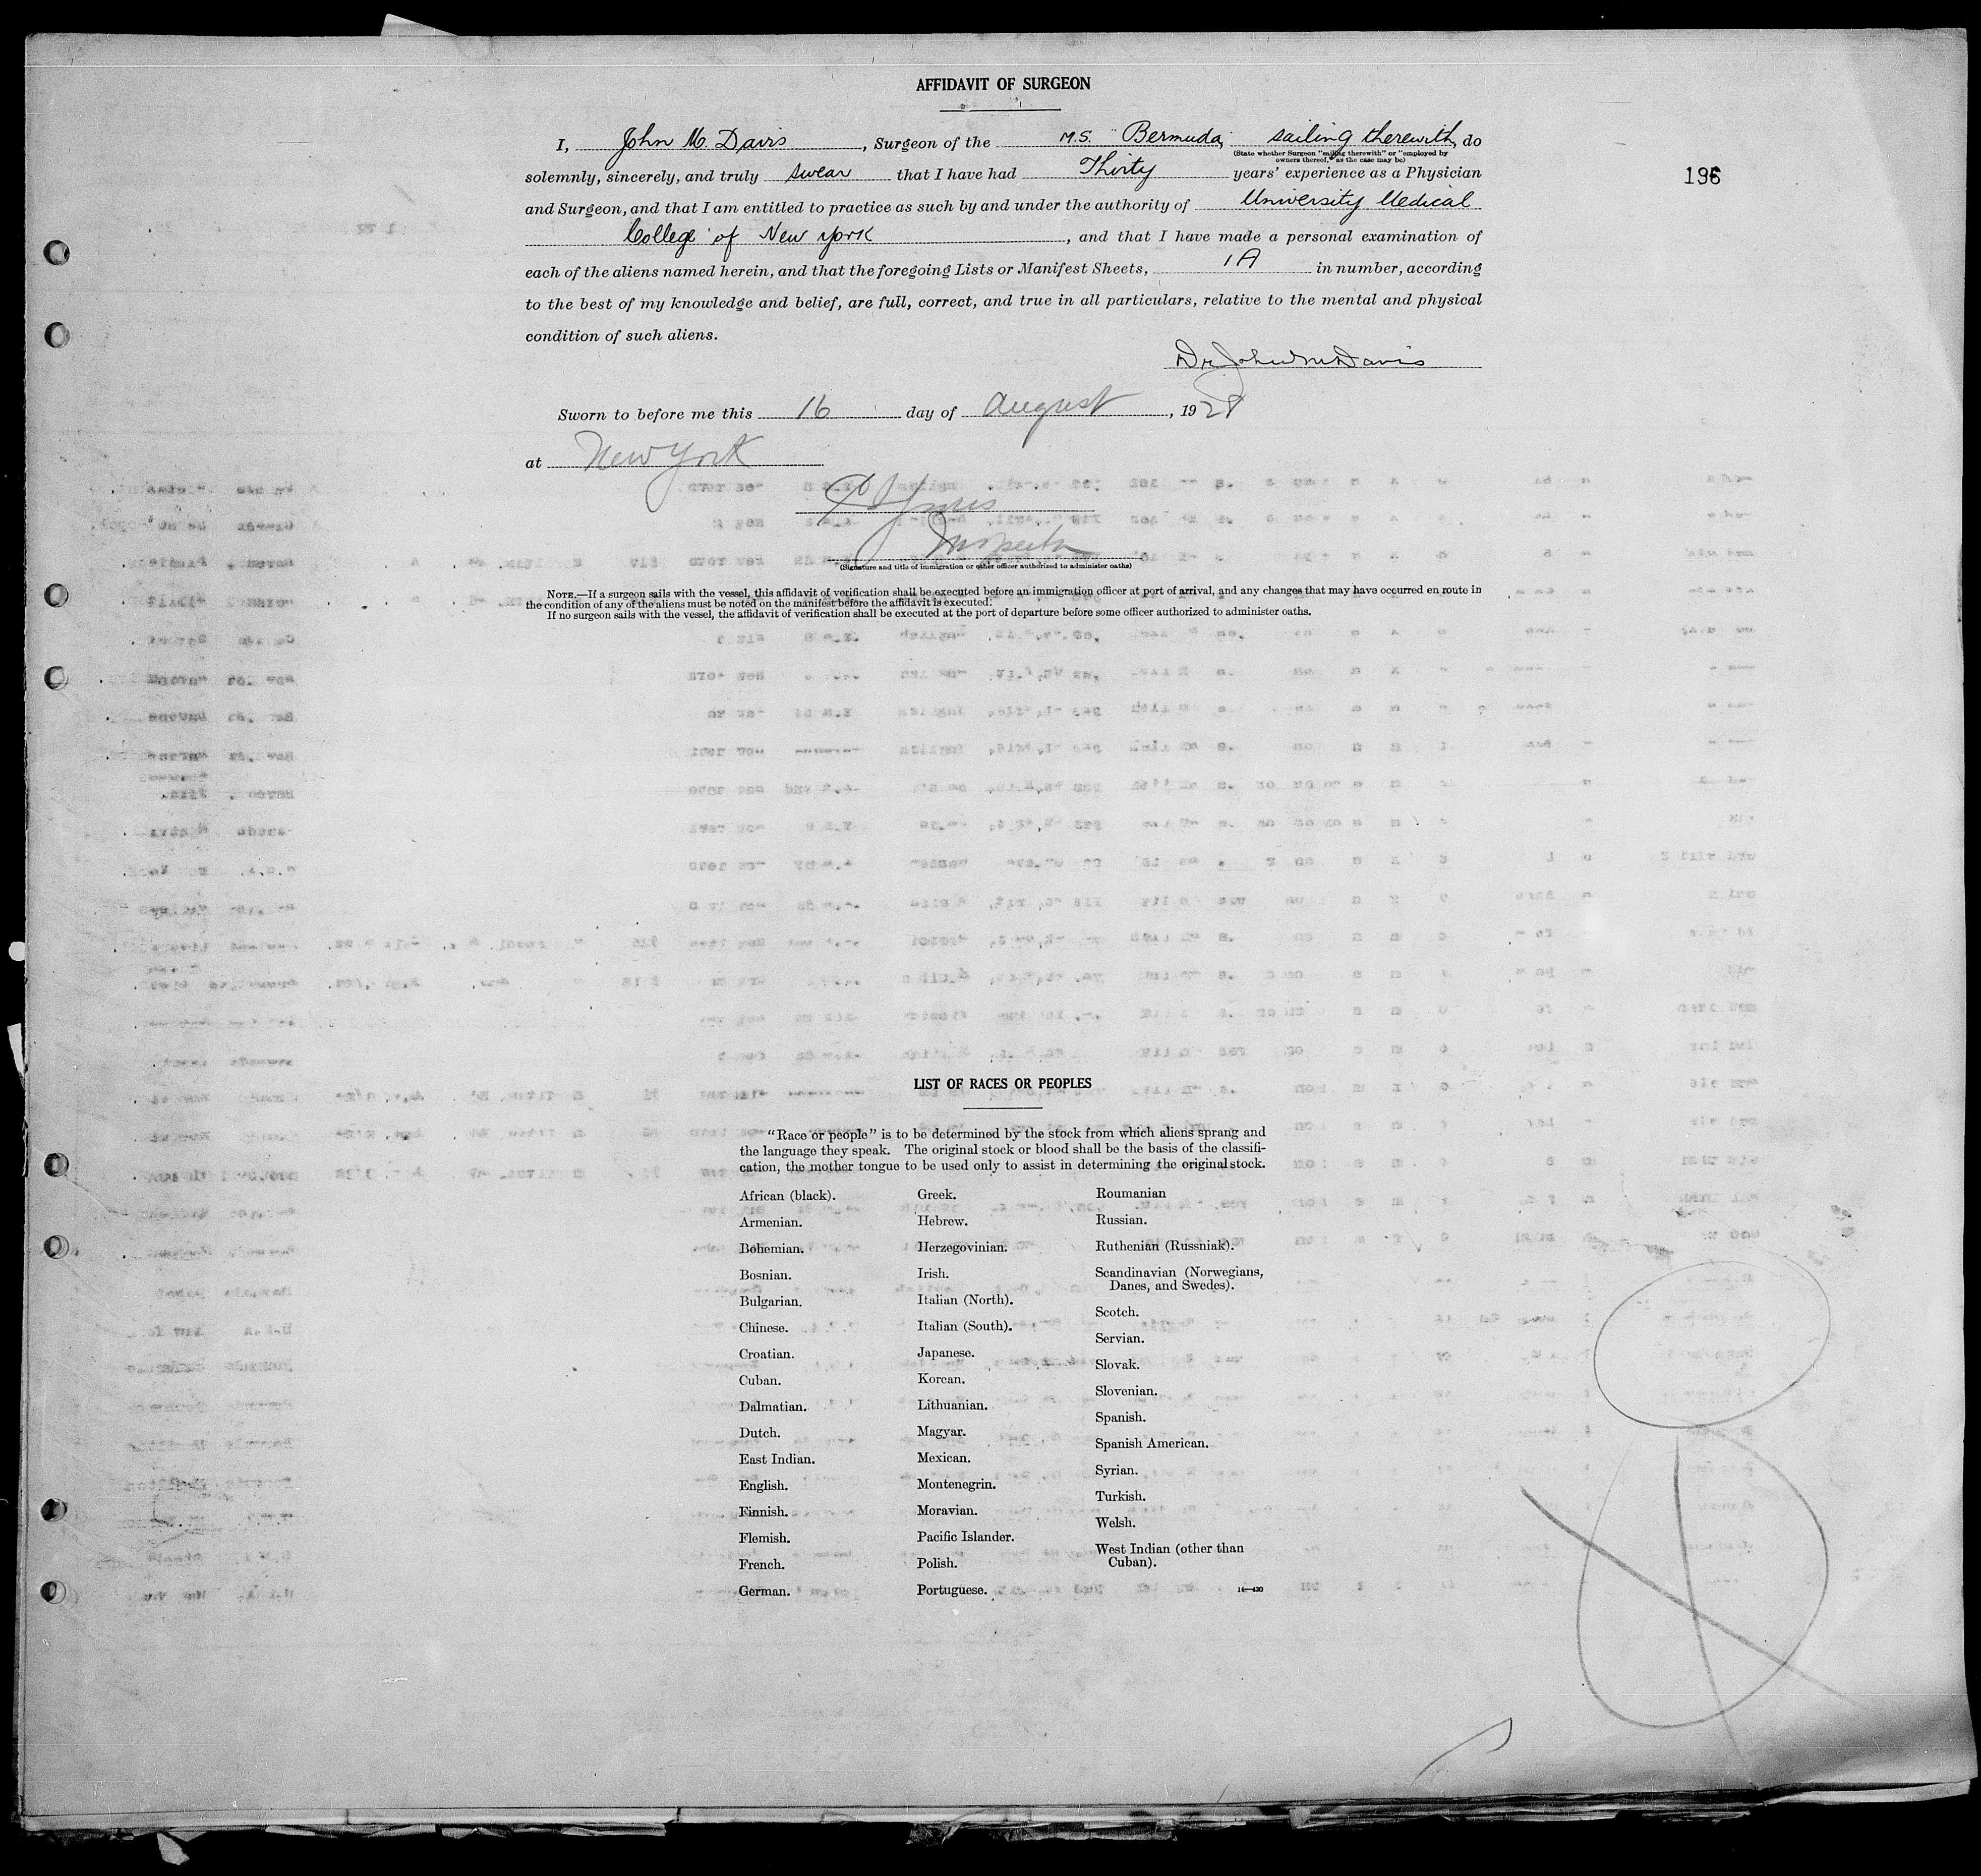 AFFIDAVIT OF SURGEON
I, John M. Davis, Surgeon of the M.S. "Bermuda, sailing therewith, do
(State whether Surgeon "sailing therewith" or "employed by
owners thereof," as the case may be)
solemnly, sincerely, and truly swear that I have had Thirty years' experience as a Physician
196
and Surgeon, and that I am entitled to practice as such by and under the authority of University Medical
College of New York, and that I have made a personal examination of
each of the aliens named herein, and that the foregoing Lists or Manifest Sheets, 1A in number, according
to the best of my knowledge and belief, are full, correct, and true in all particulars, relative to the mental and physical
condition of such aliens.
Dr John M Davis
Sworn to before me this 16 day of August, 1928
at New York
Inspector
(Signature and title of immigration or other officer authorized to administer oaths)
NOTE.—If a surgeon sails with the vessel, this affidavit of verification shall be executed before an immigration officer at port of arrival, and any changes that may have occurred en route in
the condition of any of the aliens must be noted on the manifest before the affidavit is executed.
If no surgeon sails with the vessel, the affidavit of verification shall be executed at the port of departure before some officer authorized to administer oaths.
LIST OF RACES OR PEOPLES
"Race or people" is to be determined by the stock from which aliens sprang and
the language they speak. The original stock or blood shall be the basis of the classifi-
cation, the mother tongue to be used only to assist in determining the original stock.
African (black).
Armenian.
Bohemian.
Bosnian.
Bulgarian.
Chinese.
Croatian.
Cuban.
Dalmatian.
Dutch.
East Indian.
English.
Finnish.
Flemish.
French.
German.
Greek.
Hebrew.
Herzegovinian.
Irish.
Italian (North).
Italian (South).
Japanese.
Korean.
Lithuanian.
Magyar.
Mexican.
Montenegrin.
Moravian.
Pacific Islander.
Polish.
Portuguese.
Roumanian
Russian.
Ruthenian (Russniak).
Scandinavian (Norwegians,
Danes, and Swedes).
Scotch.
Servian.
Slovak.
Slovenian.
Spanish.
Spanish American.
Syrian.
Turkish.
Welsh.
West Indian (other than
Cuban).
14—430